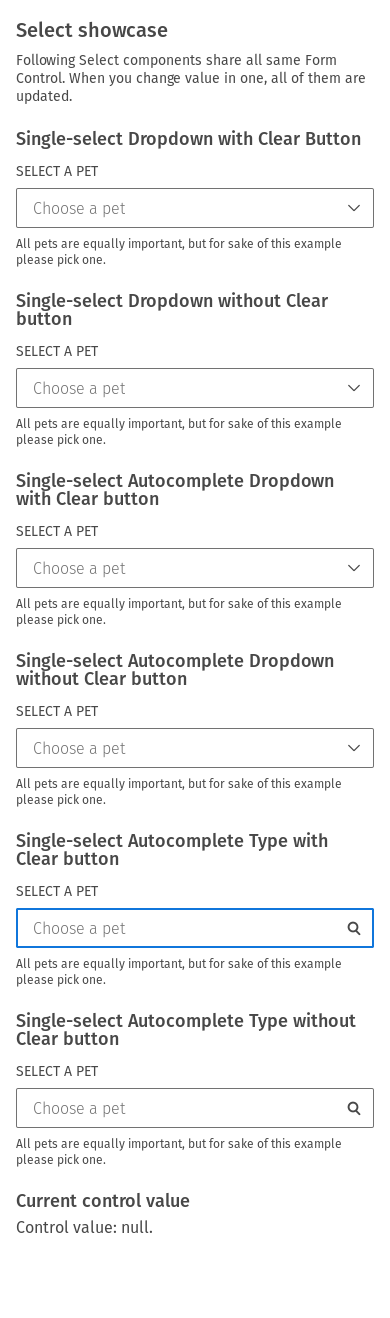 Select showcase
Following Select components share all same Form
Control. When you change value in one, all of them are
updated.
Single-select Dropdown with Clear Button
SELECT A PET
Choose a pet
All pets are equally important, but for sake of this example
please pick one.
Single-select Dropdown without Clear
button
SELECT A PET
Choose a pet
All pets are equally important, but for sake of this example
please pick one.
Single-select Autocomplete Dropdown
with Clear button
SELECT A PET
Choose a pet
All pets are equally important, but for sake of this example
please pick one.
Single-select Autocomplete Dropdown
without Clear button
SELECT A PET
Choose a pet
All pets are equally important, but for sake of this example
please pick one.
Single-select Autocomplete Type with
Clear button
SELECT A PET
Choose a pet
All pets are equally important, but for sake of this example
please pick one.
Single-select Autocomplete Type without
Clear button
SELECT A PET
Choose a pet
All pets are equally important, but for sake of this example
please pick one.
Current control value
Control value: null.